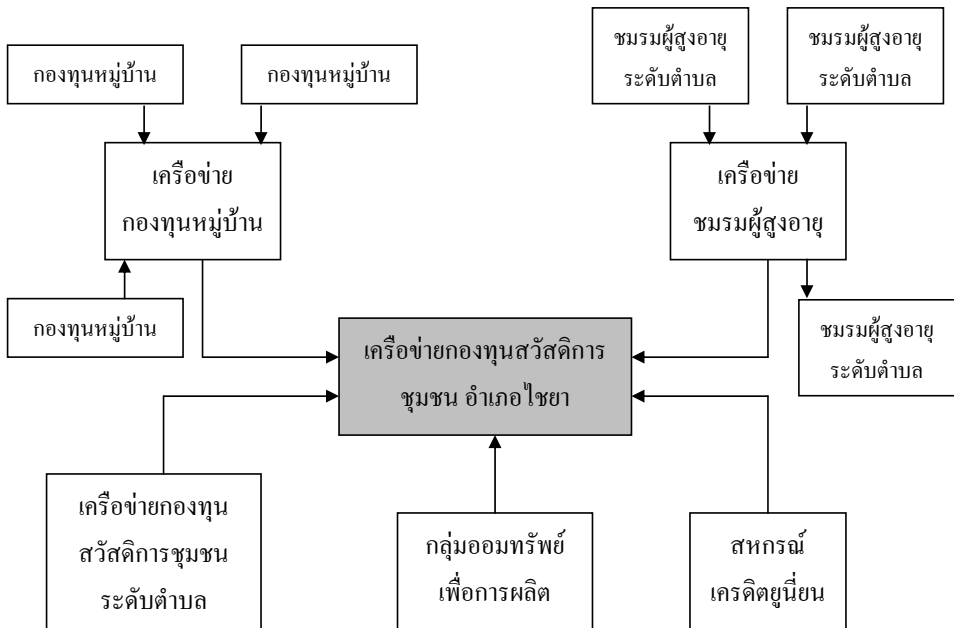 กองทุนหมู่บ้าน
กองทุนหมู่บ้าน
ชมรมผู้สูงอายุ
ระดับตำบล
ชมรมผู้สูงอายุ
ระดับตำบล
เครือข่าย
กองทุนหมู่บ้าน
เครือข่าย
ชมรมผู้สูงอายุ
กองทุนหมู่บ้าน
ชมรมผู้สูงอายุ
ระดับตำบล
เครือข่ายกองทุนสวัสดิการ
ชุมชน อำเภอไชยา
เครือข่ายกองทุน
สวัสดิการชุมชน
ระดับตำบล
กลุ่มออมทรัพย์
เพื่อการผลิต
สหกรณ์
เครดิตยูนี่ยน